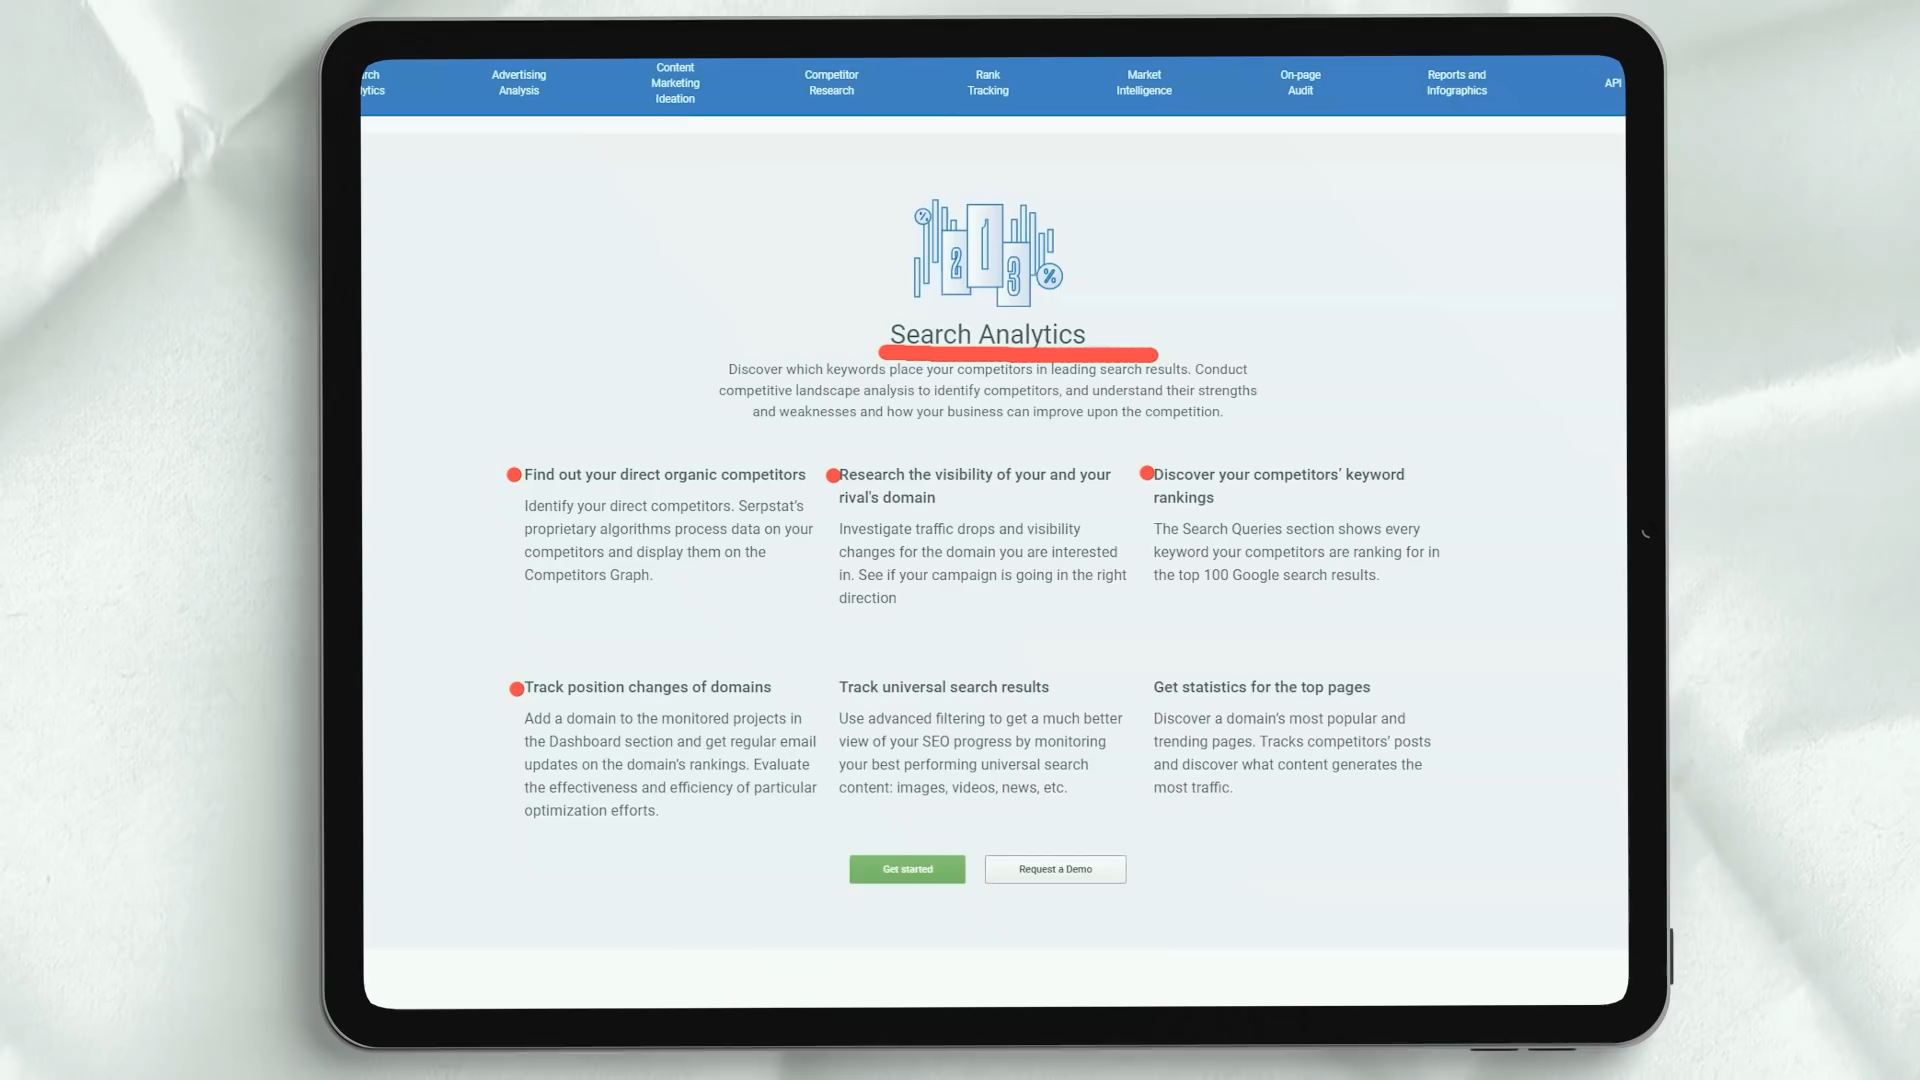 Advertising
Analysis
Content
Marketing
Ideation
Competitor
Research
Rank
Tracking
Market
Intelligence
On-page
Audit
Reports and
Infographics
API
%
2
1
3
%
Search Analytics
Discover which keywords place your competitors in leading search results. Conduct
competitive landscape analysis to identify competitors, and understand their strengths
and weaknesses and how your business can improve upon the competition.
Find out your direct organic competitors
Identify your direct competitors. Serpstat's
proprietary algorithms process data on your
competitors and display them on the
Competitors Graph.
Research the visibility of your and your
rival's domain
Investigate traffic drops and visibility
changes for the domain you are interested
in. See if your campaign is going in the right
direction
Discover your competitors' keyword
rankings
The Search Queries section shows every
keyword your competitors are ranking for in
the top 100 Google search results.
Track position changes of domains
Add a domain to the monitored projects in
the Dashboard section and get regular email
updates on the domain's rankings. Evaluate
the effectiveness and efficiency of particular
optimization efforts.
Track universal search results
Use advanced filtering to get a much better
view of your SEO progress by monitoring
your best performing universal search
content: images, videos, news, etc.
Get statistics for the top pages
Discover a domain's most popular and
trending pages. Tracks competitors' posts
and discover what content generates the
most traffic.
Get started
Request a Demo